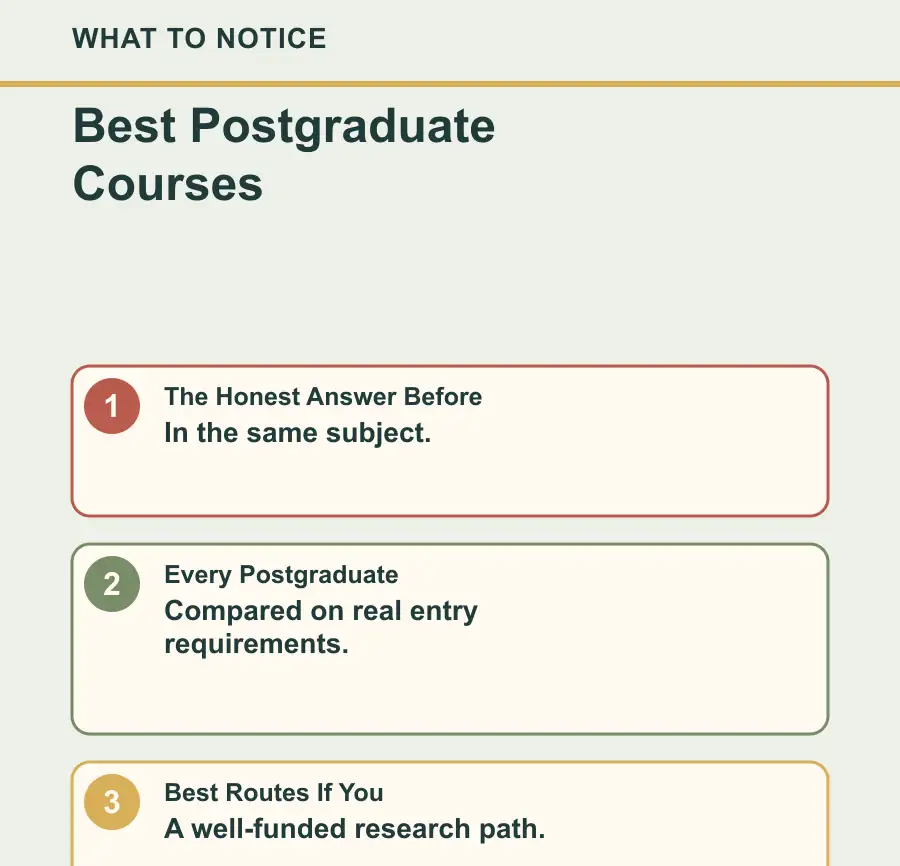 WHAT TO NOTICE
Best Postgraduate
Courses
1
The Honest Answer Before
In the same subject.
2
Every Postgraduate
Compared on real entry
requirements.
3
Best Routes If You
A well-funded research path.